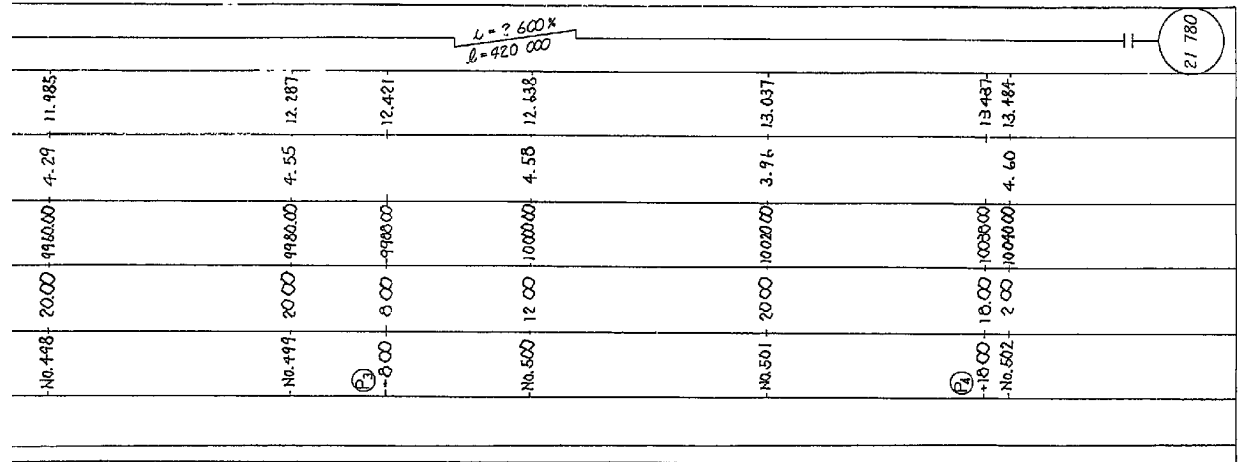 i = ? 600%
l = 420 000
21 780
11.985 12.287 12.421 12.638 13.037 13.484
4.29 4.55 4.58 3.96 4.60
9960.00 9980.00 9988.00 10000.00 10020.00 10038.00 10040.00
20.00 20 00 8 00 12 00 20 00 18.00 2 00
No.498 No.499 P3 +8.00 No.500 No.501 P4 +18.00 No.502